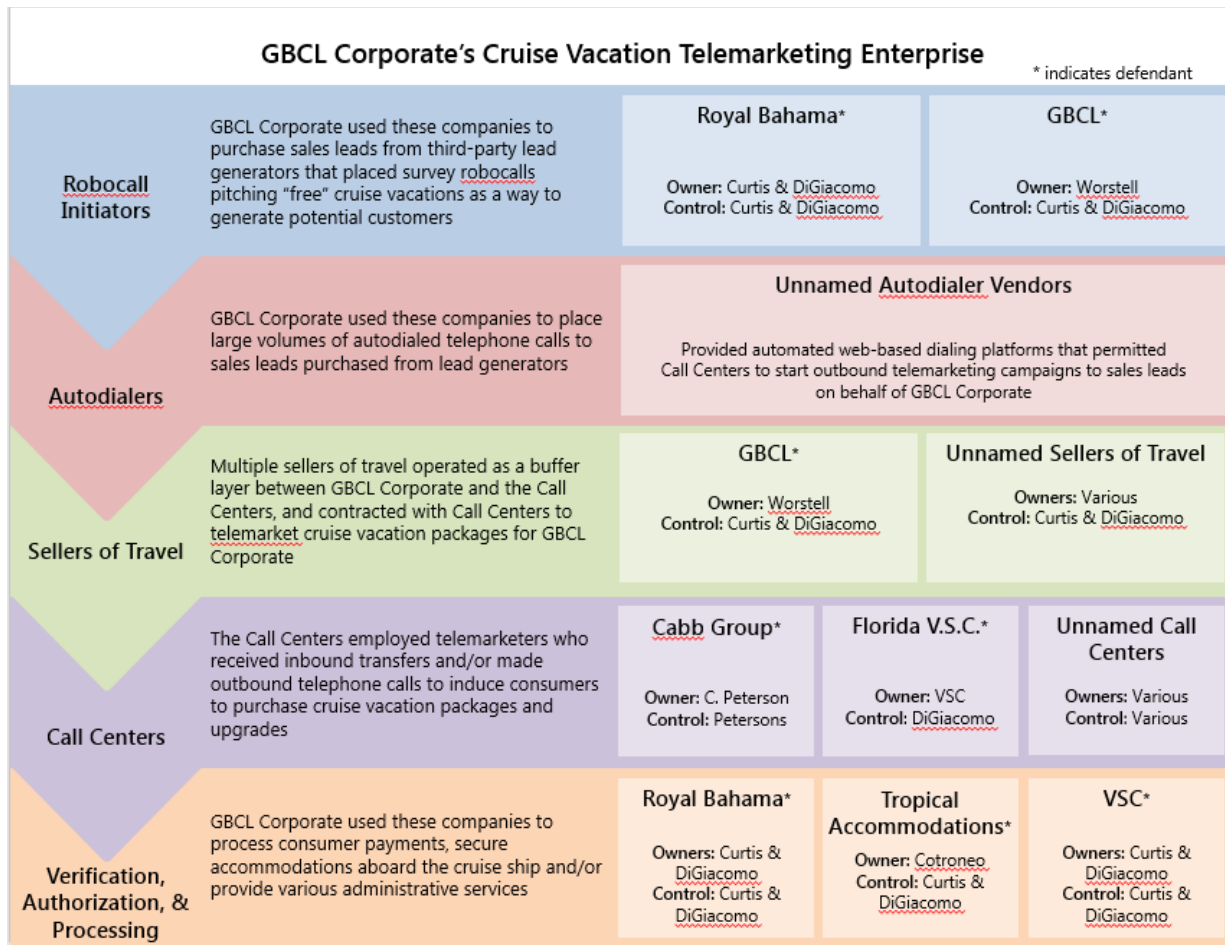 GBCL Corporate's Cruise Vacation Telemarketing Enterprise
* indicates defendant
Robocall
Initiators
GBCL Corporate used these companies to
purchase sales leads from third-party lead
generators that placed survey robocalls
pitching “free” cruise vacations as a way to
generate potential customers
Royal Bahama*
Owner: Curtis & DiGiacomo
Control: Curtis & DiGiacomo
GBCL*
Owner: Worstell
Control: Curtis & DiGiacomo
Autodialers
GBCL Corporate used these companies to place
large volumes of autodialed telephone calls to
sales leads purchased from lead generators
Unnamed Autodialer Vendors
Provided automated web-based dialing platforms that permitted
Call Centers to start outbound telemarketing campaigns to sales leads
on behalf of GBCL Corporate
Sellers of Travel
Multiple sellers of travel operated as a buffer
layer between GBCL Corporate and the Call
Centers, and contracted with Call Centers to
telemarket cruise vacation packages for GBCL
Corporate
GBCL*
Owner: Worstell
Control: Curtis & DiGiacomo
Unnamed Sellers of Travel
Owners: Various
Control: Curtis & DiGiacomo
Call Centers
The Call Centers employed telemarketers who
received inbound transfers and/or made
outbound telephone calls to induce consumers
to purchase cruise vacation packages and
upgrades
Cabb Group*
Owner: C. Peterson
Control: Petersons
Florida V.S.C.*
Owner: VSC
Control: DiGiacomo
Unnamed Call
Centers
Owners: Various
Control: Various
Verification,
Authorization, &
Processing
GBCL Corporate used these companies to
process consumer payments, secure
accommodations aboard the cruise ship and/or
provide various administrative services
Royal Bahama*
Owners: Curtis &
DiGiacomo
Control: Curtis &
DiGiacomo
Tropical
Accommodations*
Owner: Cotroneo
Control: Curtis &
DiGiacomo
VSC*
Owners: Curtis &
DiGiacomo
Control: Curtis &
DiGiacomo